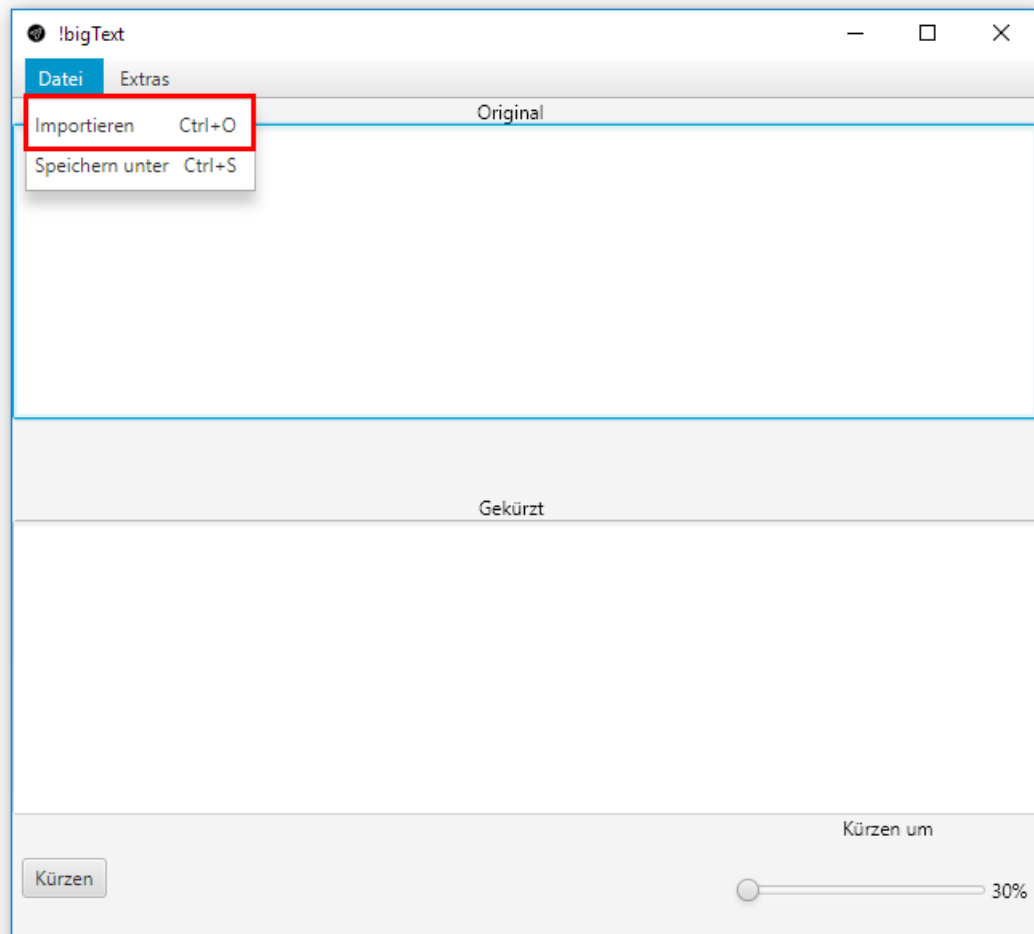 !bigText
Datei Extras
Original
Importieren Ctrl+O
Speichern unter Ctrl+S
Gekürzt
Kürzen um
Kürzen
30%